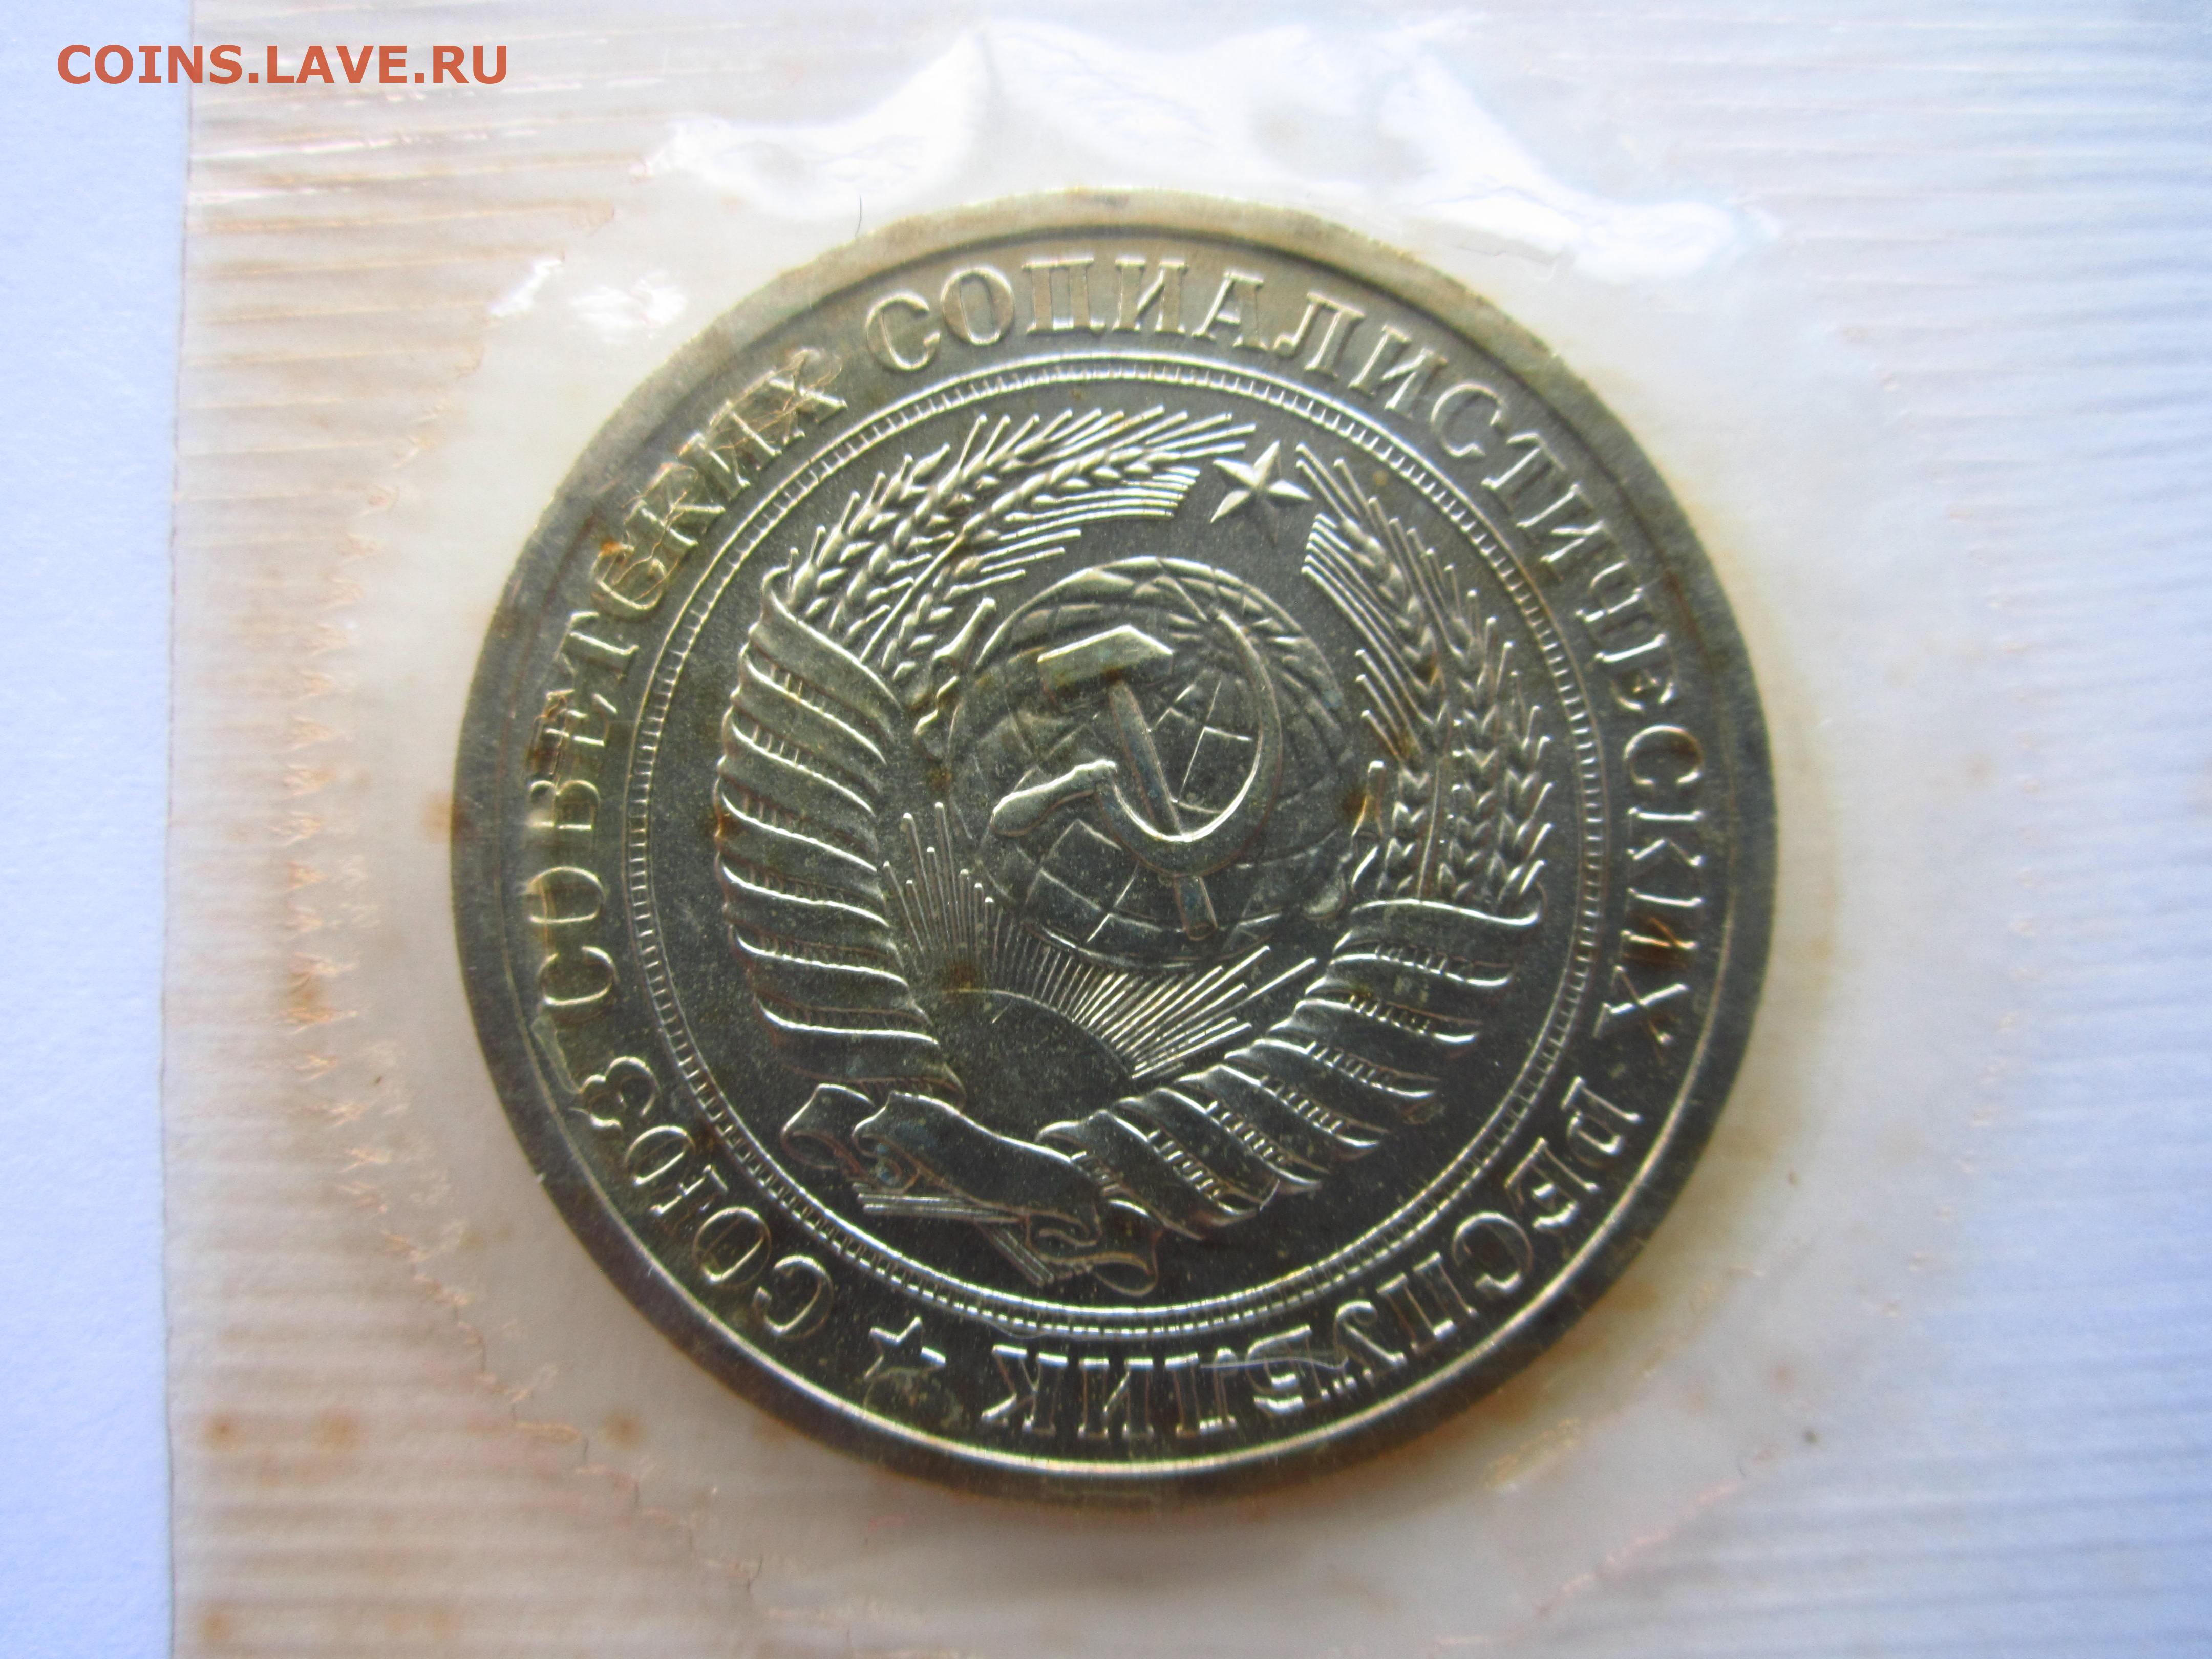 COINS.LAVE.RU
СОЮЗ СОВЕТСКИХ СОЦИАЛИСТИЧЕСКИХ РЕСПУБЛИК